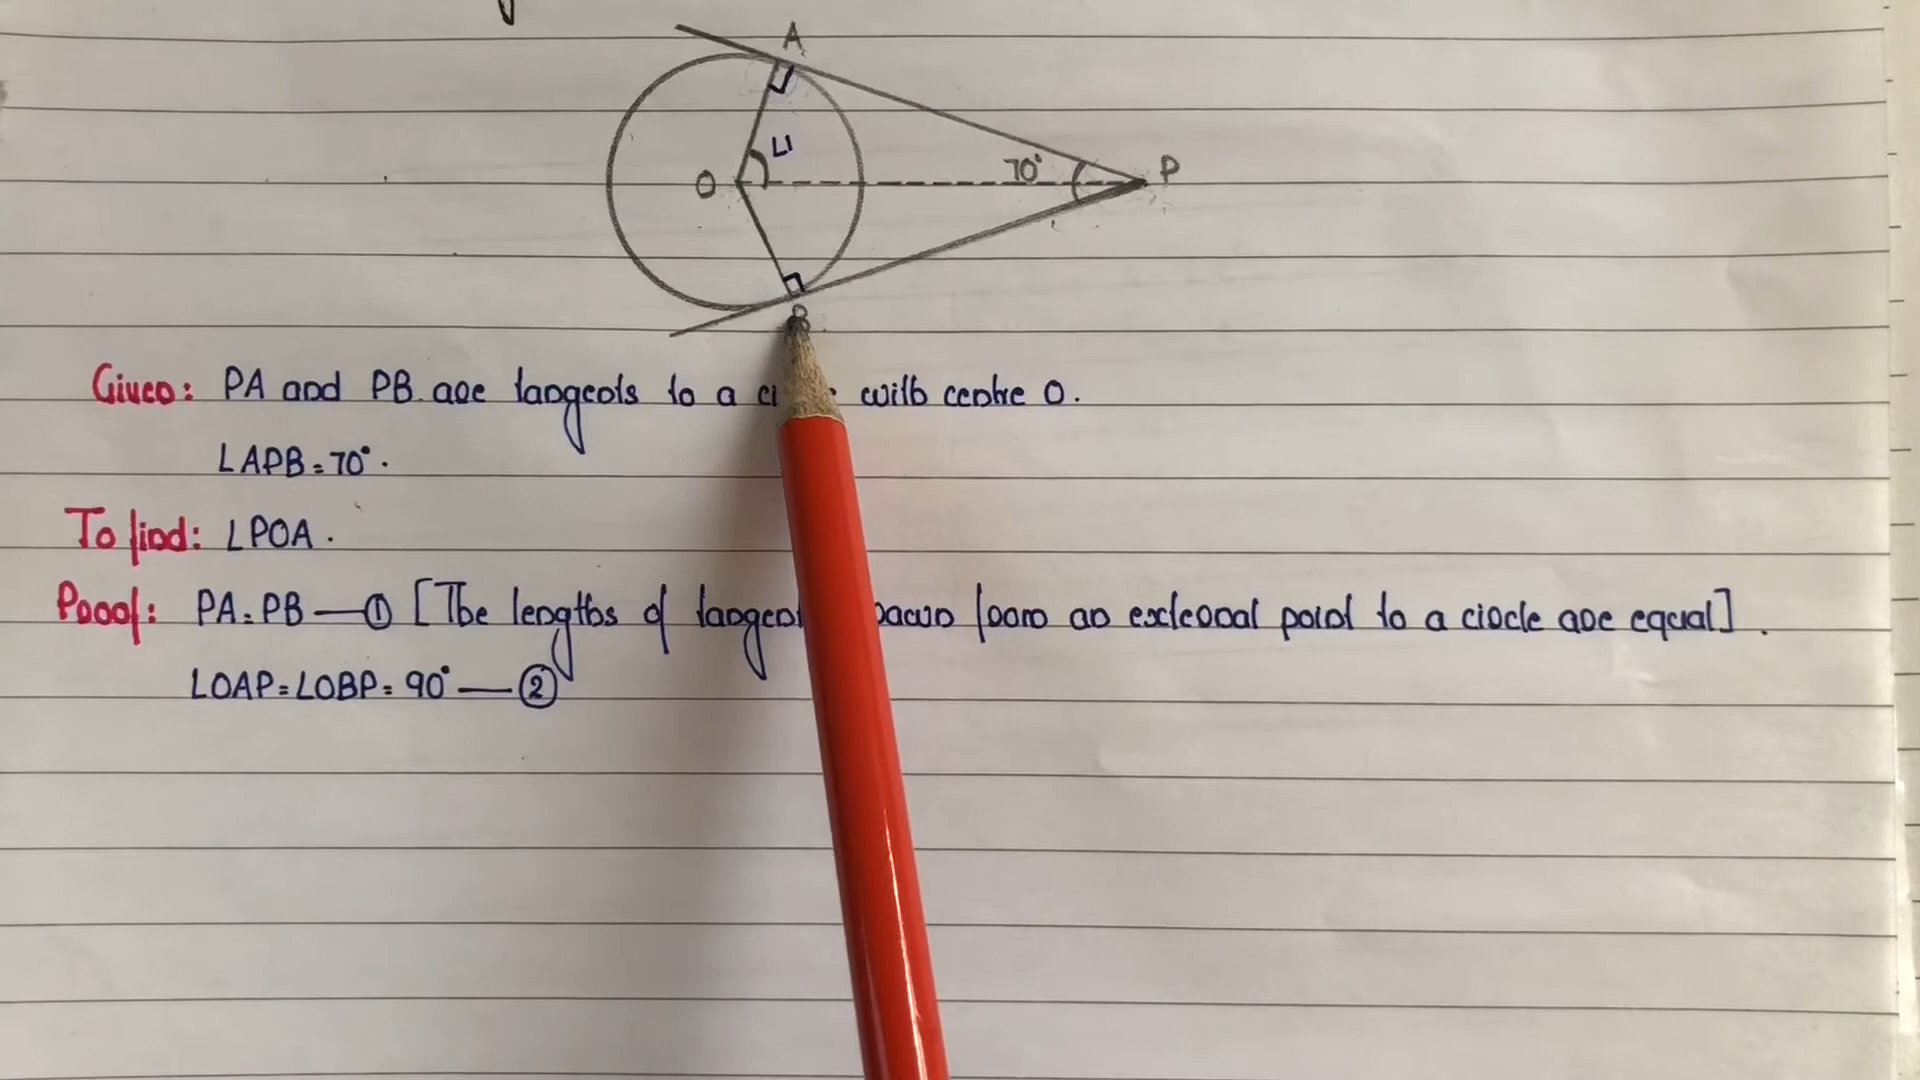 A
∠1
O
70°
P
B
Given: PA and PB are tangents to a with centre O.
∠APB = 70°.
To find: ∠POA.
Proof: PA = PB — ① [The lengths of from an external point to a circle are equal].
∠OAP = ∠OBP = 90° — ②